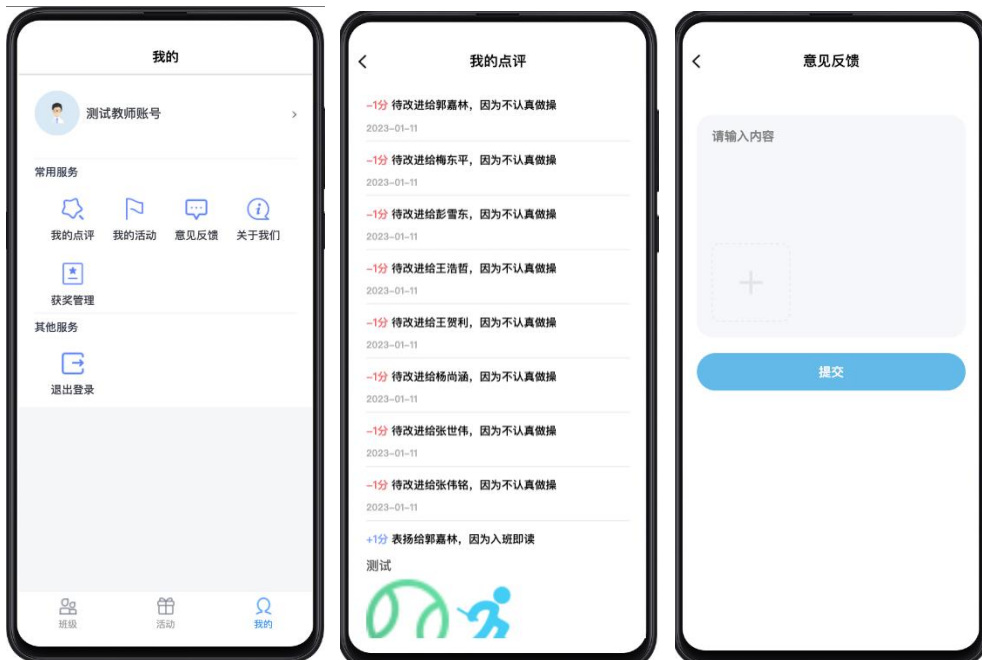 我的
测试教师账号
常用服务
我的点评 我的活动 意见反馈 关于我们
获奖管理
其他服务
退出登录
班级 活动 我的
我的点评
-1分 待改进给郭嘉林，因为不认真做操
2023-01-11
-1分 待改进给梅东平，因为不认真做操
2023-01-11
-1分 待改进给彭雪东，因为不认真做操
2023-01-11
-1分 待改进给王浩哲，因为不认真做操
2023-01-11
-1分 待改进给王贺利，因为不认真做操
2023-01-11
-1分 待改进给杨尚涵，因为不认真做操
2023-01-11
-1分 待改进给张世伟，因为不认真做操
2023-01-11
-1分 待改进给张伟铭，因为不认真做操
2023-01-11
+1分 表扬给郭嘉林，因为入班即读
测试
意见反馈
请输入内容
提交